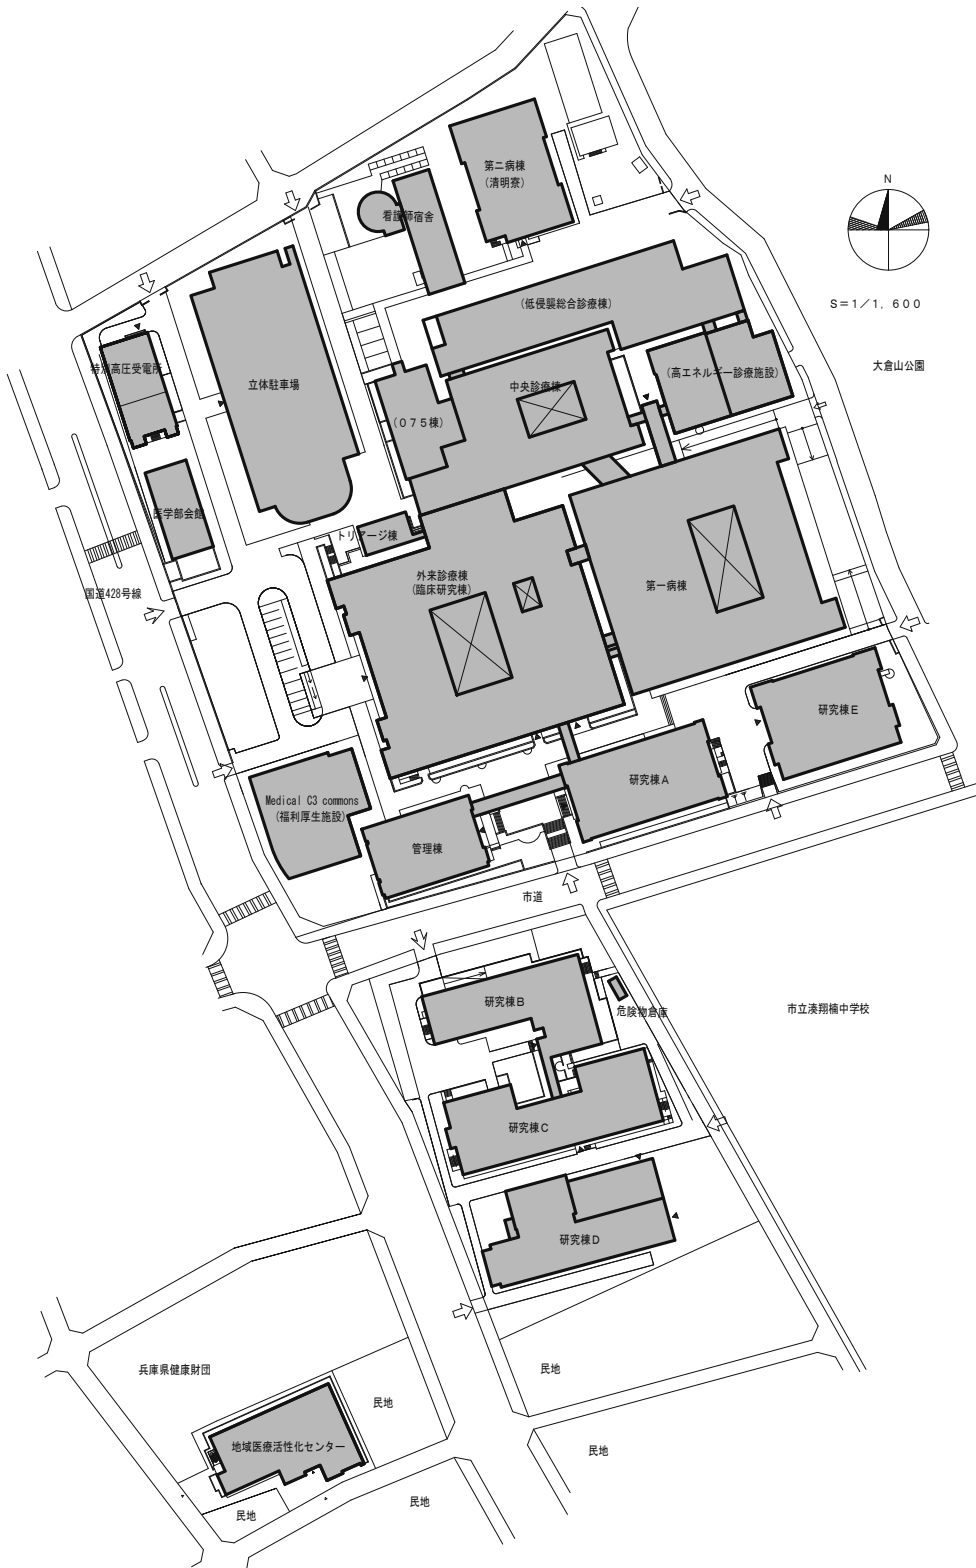 第二病棟
(清明寮)
看護師宿舎
N
S=1/1,600
(低侵襲総合診療棟)
大倉山公園
特別高圧受電所
立体駐車場
中央診療棟
(高エネルギー診療施設)
(075棟)
医学部会館
トリアージ棟
外来診療棟
(臨床研究棟)
第一病棟
国道428号線
研究棟E
研究棟A
Medical C3 commons
(福利厚生施設)
管理棟
市道
研究棟B
危険物倉庫
市立湊翔楠中学校
研究棟C
研究棟D
兵庫県健康財団
民地
民地
地域医療活性化センター
民地
民地
民地